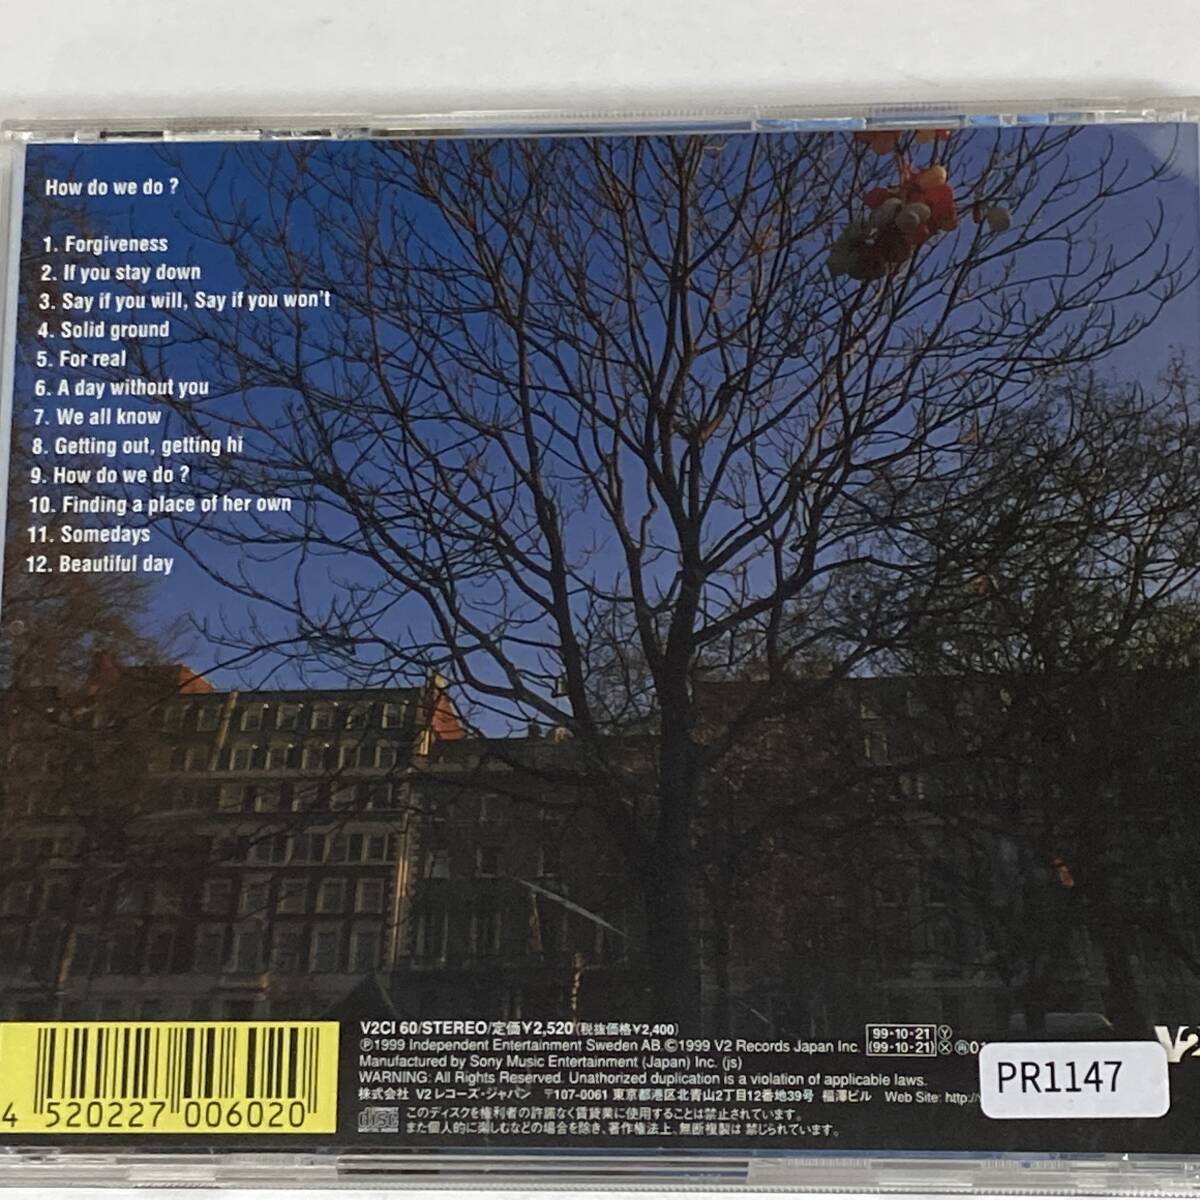 How do we do ?
1. Forgiveness
2. If you stay down
3. Say if you will, Say if you won't
4. Solid ground
5. For real
6. A day without you
7. We all know
8. Getting out, getting hi
9. How do we do ?
10. Finding a place of her own
11. Somedays
12. Beautiful day
4 520227 006020
V2CI 60/STEREO/定価¥2,520(税抜価格¥2,400)
℗1999 Independent Entertainment Sweden AB.©1999 V2 Records Japan Inc.
Manufactured by Sony Music Entertainment (Japan) Inc. (js)
WARNING: All Rights Reserved. Unathorized duplication is a violation of applicable laws.
株式会社 V2レコーズ・ジャパン 〒107-0061 東京都港区北青山2丁目12番地39号 福澤ビル Web Site: http:/
このディスクを権利者の許諾なく賃貸業に使用することは禁止されています。
また個人的に楽しむなどの場合を除き、著作権法上、無断複製は禁じられています。
disc
99・10・21 Ⓨ
(99・10・21) Ⓧ
V2
PR1147